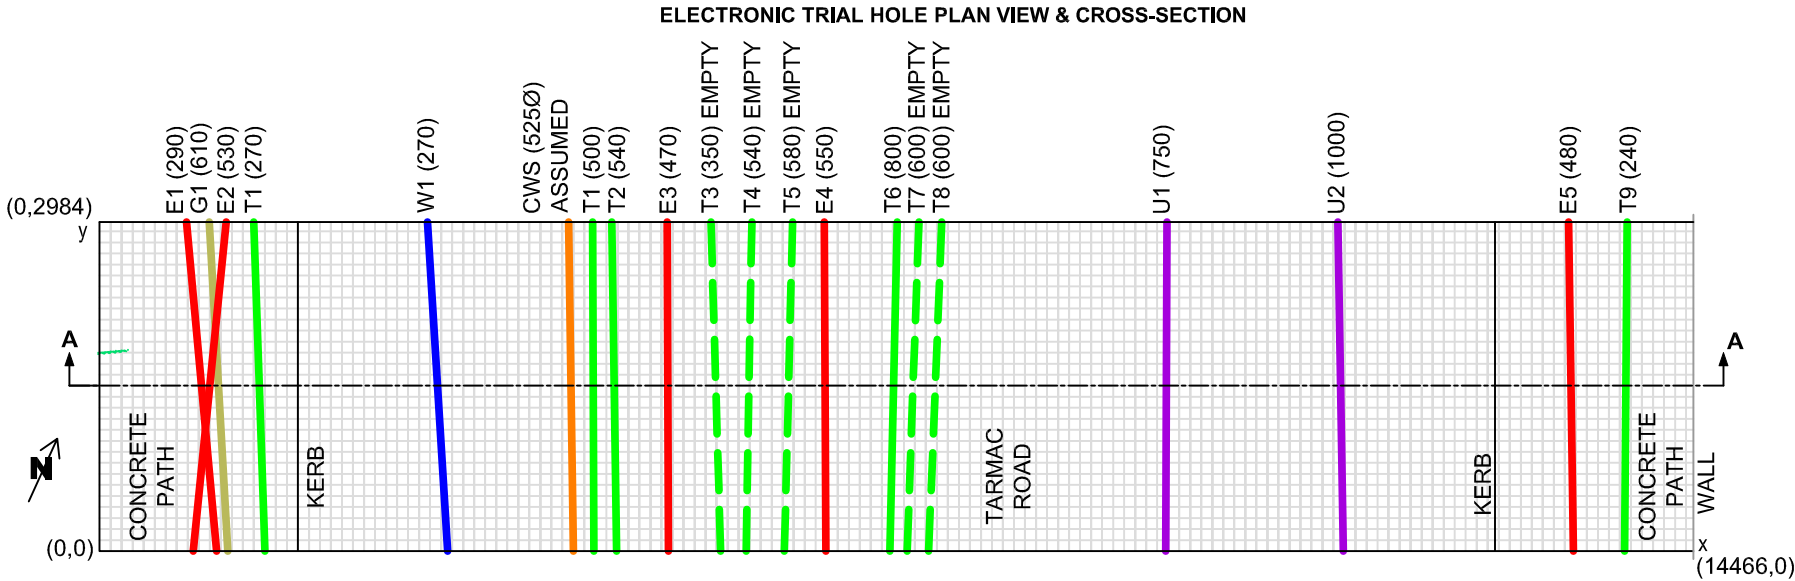 ELECTRONIC TRIAL HOLE PLAN VIEW & CROSS-SECTION
E1 (290)
G1 (610)
E2 (530)
T1 (270)
W1 (270)
CWS (525Ø)
ASSUMED
T1 (500)
T2 (540)
E3 (470)
T3 (350) EMPTY
T4 (540) EMPTY
T5 (580) EMPTY
E4 (550)
T6 (800)
T7 (600) EMPTY
T8 (600) EMPTY
U1 (750)
U2 (1000)
E5 (480)
T9 (240)
(0,2984)
y
A
A
N
CONCRETE
PATH
KERB
TARMAC
ROAD
KERB
CONCRETE
PATH
WALL
(0,0)
x
(14466,0)